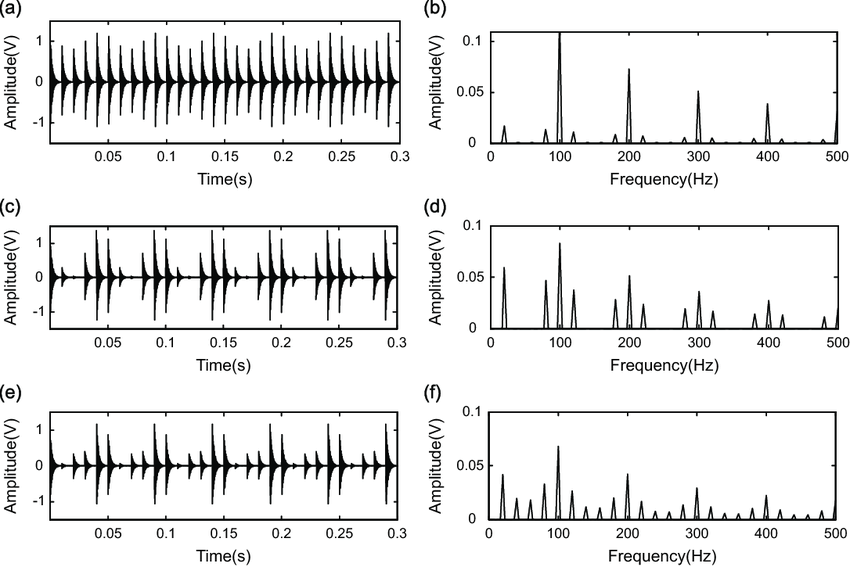 (a)
Amplitude(V)
1
0
-1
0.05 0.1 0.15 0.2 0.25 0.3
Time(s)
(b)
Amplitude(V)
0.1
0.05
0
0 100 200 300 400 500
Frequency(Hz)
(c)
Amplitude(V)
1
0
-1
0.05 0.1 0.15 0.2 0.25 0.3
Time(s)
(d)
Amplitude(V)
0.1
0.05
0
0 100 200 300 400 500
Frequency(Hz)
(e)
Amplitude(V)
1
0
-1
0.05 0.1 0.15 0.2 0.25 0.3
Time(s)
(f)
Amplitude(V)
0.1
0.05
0
0 100 200 300 400 500
Frequency(Hz)